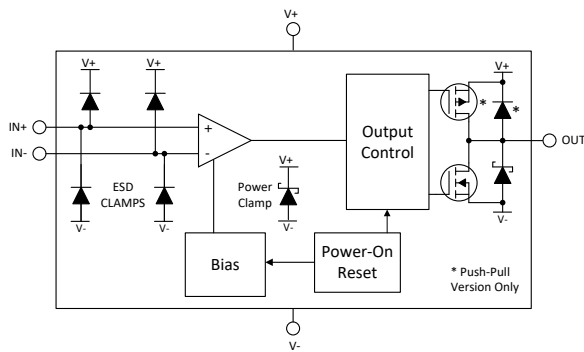 V+
V+
V+
V+
IN+
IN-
+
-
Output
Control
*
*
OUT
ESD
CLAMPS
V+
Power
Clamp
V-
V-
V-
V-
Bias
Power-On
Reset
* Push-Pull
Version Only
V-